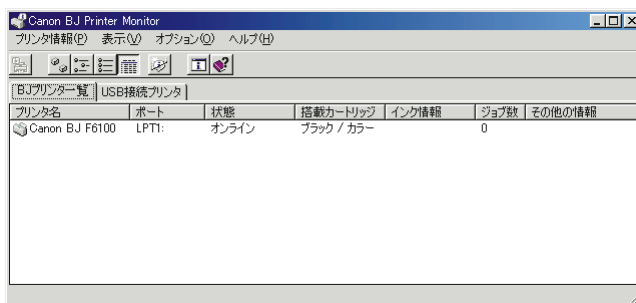 Canon BJ Printer Monitor
プリンタ情報(P) 表示(V) オプション(O) ヘルプ(H)
BJプリンタ一覧 USB接続プリンタ
プリンタ名 ポート 状態 搭載カートリッジ インク情報 ジョブ数 その他の情報
Canon BJ F6100 LPT1: オンライン ブラック / カラー 0